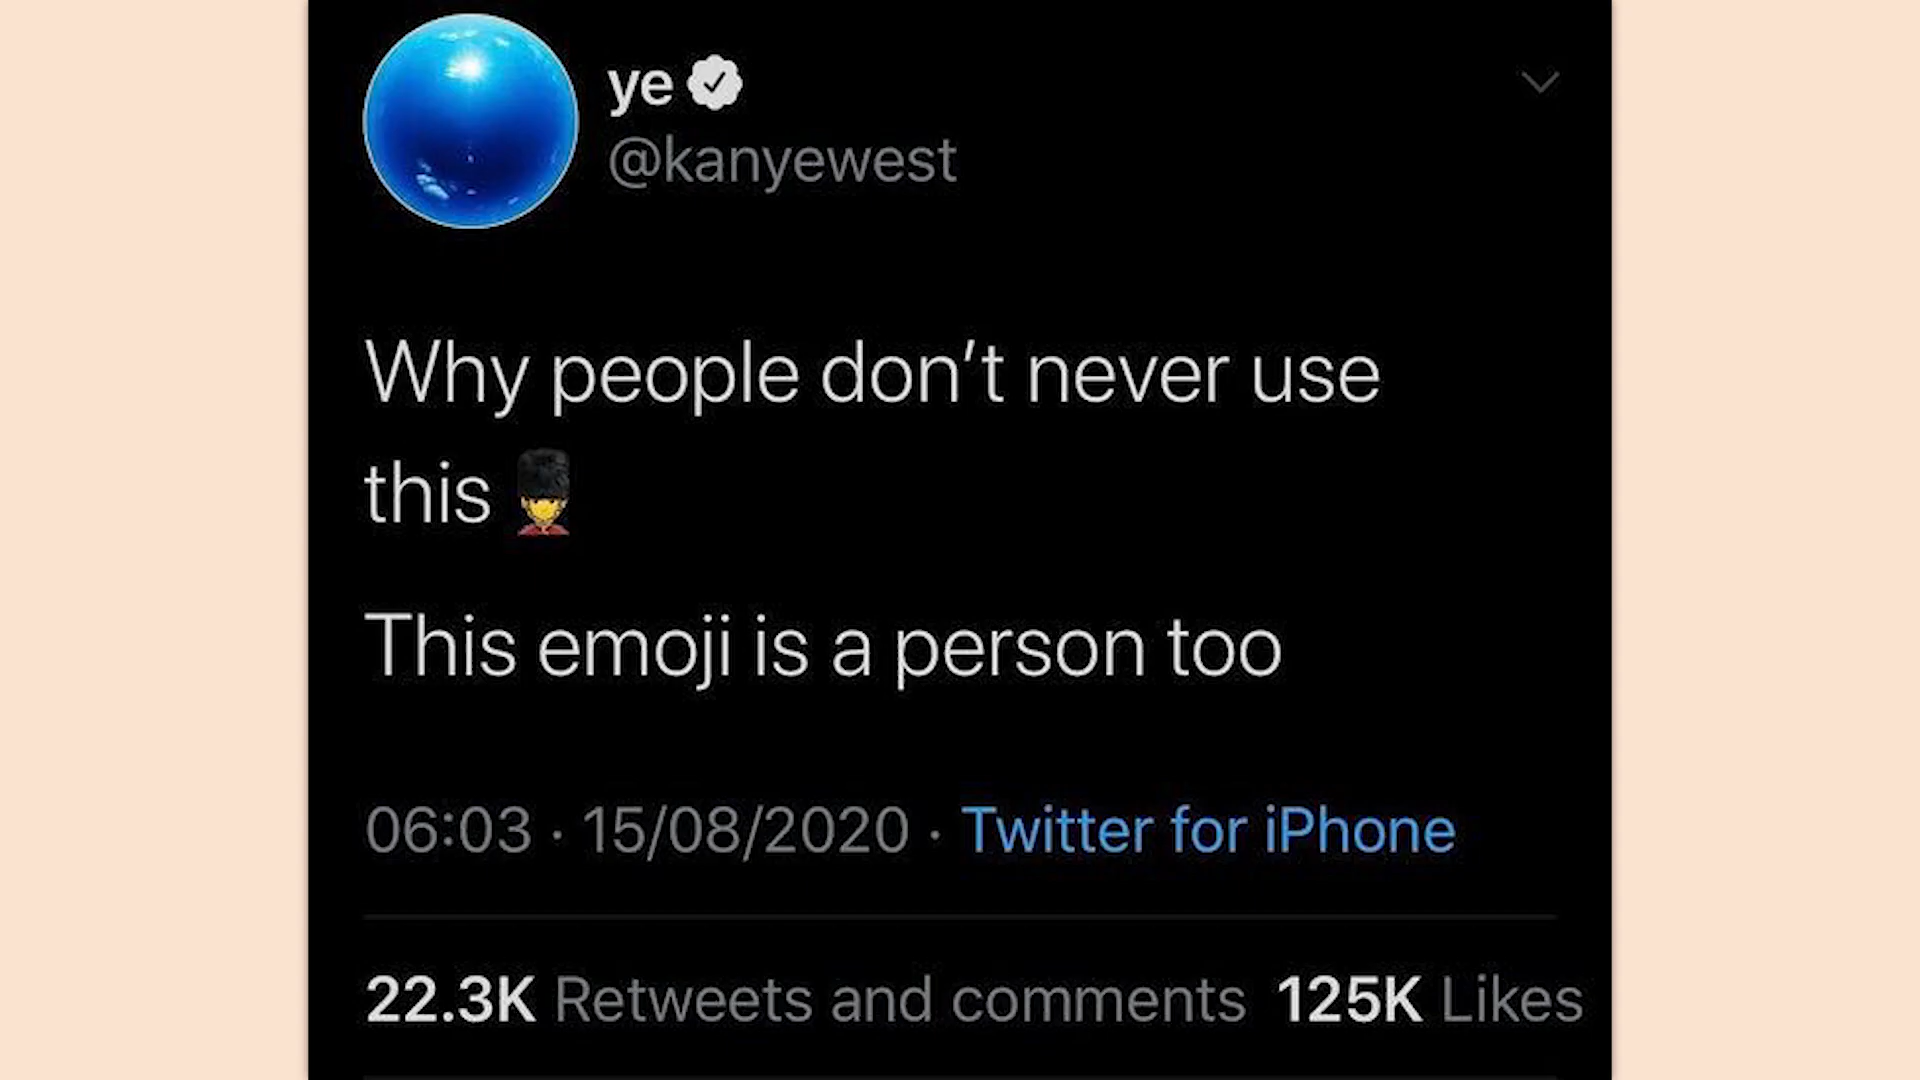 ye
@kanyewest
Why people don’t never use
this 💂
This emoji is a person too
06:03 · 15/08/2020 · Twitter for iPhone
22.3K Retweets and comments 125K Likes